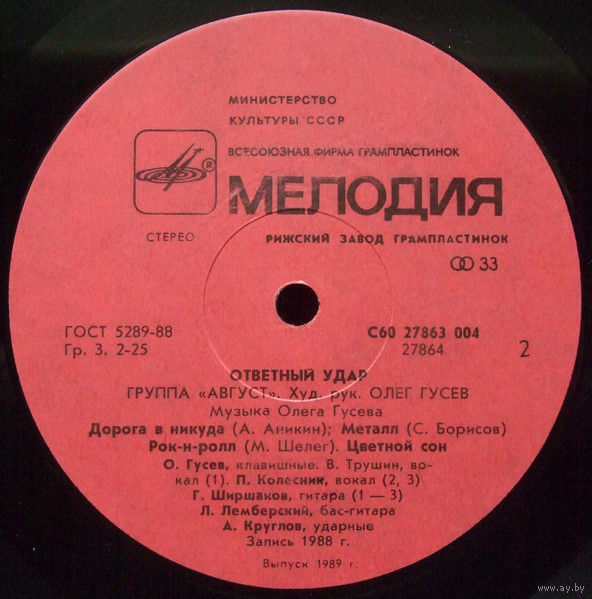 МИНИСТЕРСТВО
КУЛЬТУРЫ СССР
ВСЕСОЮЗНАЯ ФИРМА ГРАМПЛАСТИНОК
®
МЕЛОДИЯ
СТЕРЕО
РИЖСКИЙ ЗАВОД ГРАМПЛАСТИНОК
33
ГОСТ 5289-88
Гр. 3. 2-25
С60 27863 004
27864
2
ОТВЕТНЫЙ УДАР
ГРУППА «АВГУСТ». Худ. рук. ОЛЕГ ГУСЕВ
Музыка Олега Гусева
Дорога в никуда (А. Аникин); Металл (С. Борисов)
Рок-н-ролл (М. Шелег). Цветной сон
О. Гусев, клавишные. В. Трушин, во-
кал (1). П. Колесник, вокал (2, 3)
Г. Ширшаков, гитара (1 — 3)
Л. Лемберский, бас-гитара
А. Круглов, ударные
Запись 1988 г.
Выпуск 1989 г.
www.ay.by